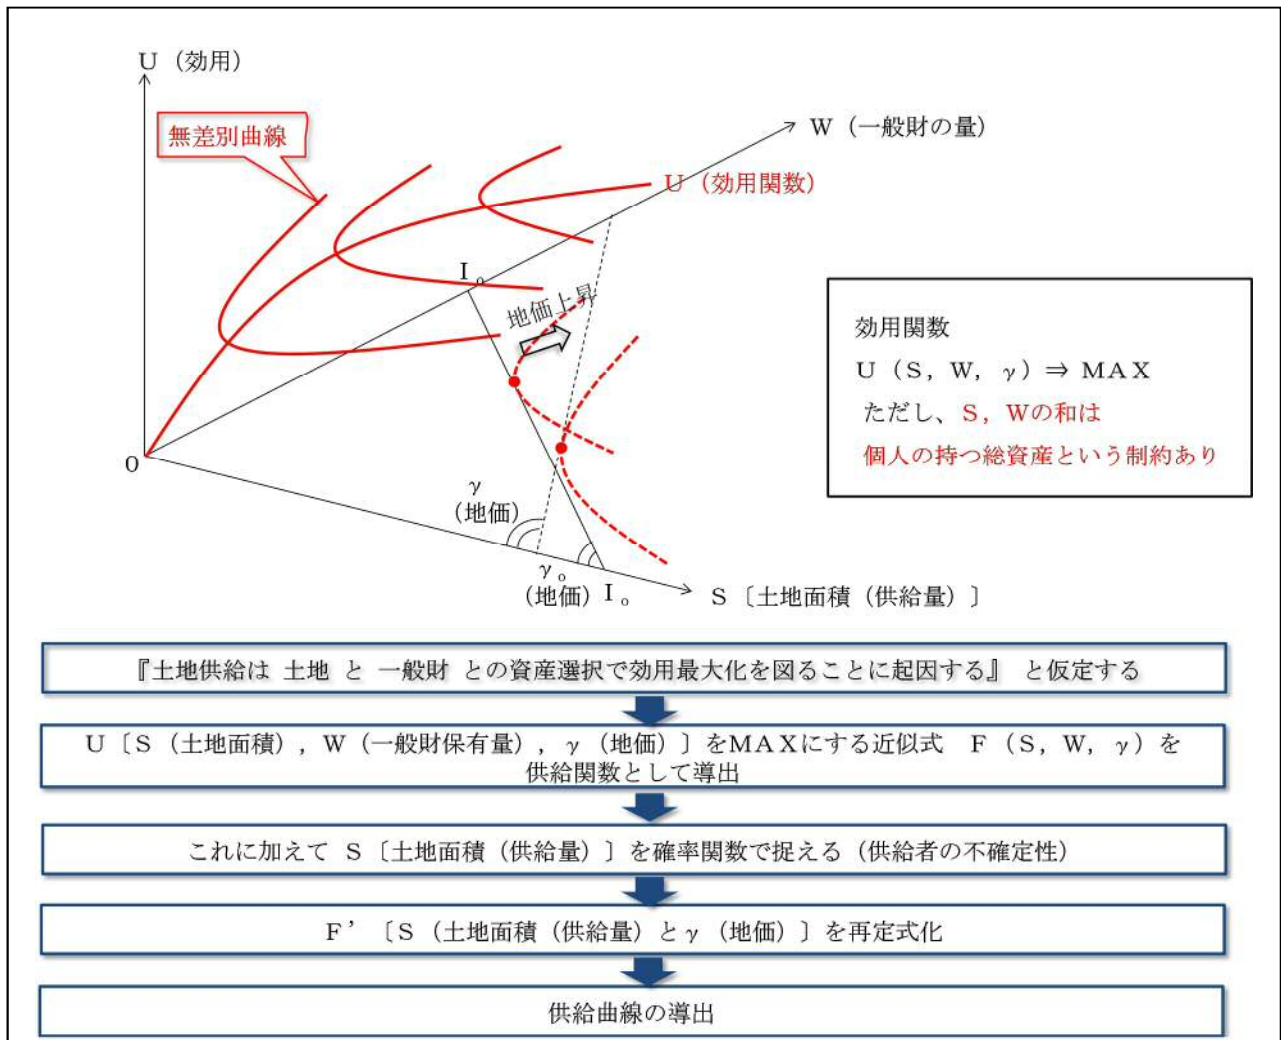 U（効用）
無差別曲線
W（一般財の量）
U（効用関数）
I₀
地価上昇
効用関数
U（S，W，γ）⇒ MAX
ただし、S，Wの和は
個人の持つ総資産という制約あり
0
γ
（地価）
γ₀
（地価）
I₀
S〔土地面積（供給量）〕
『土地供給は 土地 と 一般財 との資産選択で効用最大化を図ることに起因する』 と仮定する
U〔S（土地面積），W（一般財保有量），γ（地価）〕をMAXにする近似式　F（S，W，γ）を
供給関数として導出
これに加えて S〔土地面積（供給量）〕を確率関数で捉える（供給者の不確定性）
F’〔S（土地面積（供給量）とγ（地価）〕を再定式化
供給曲線の導出